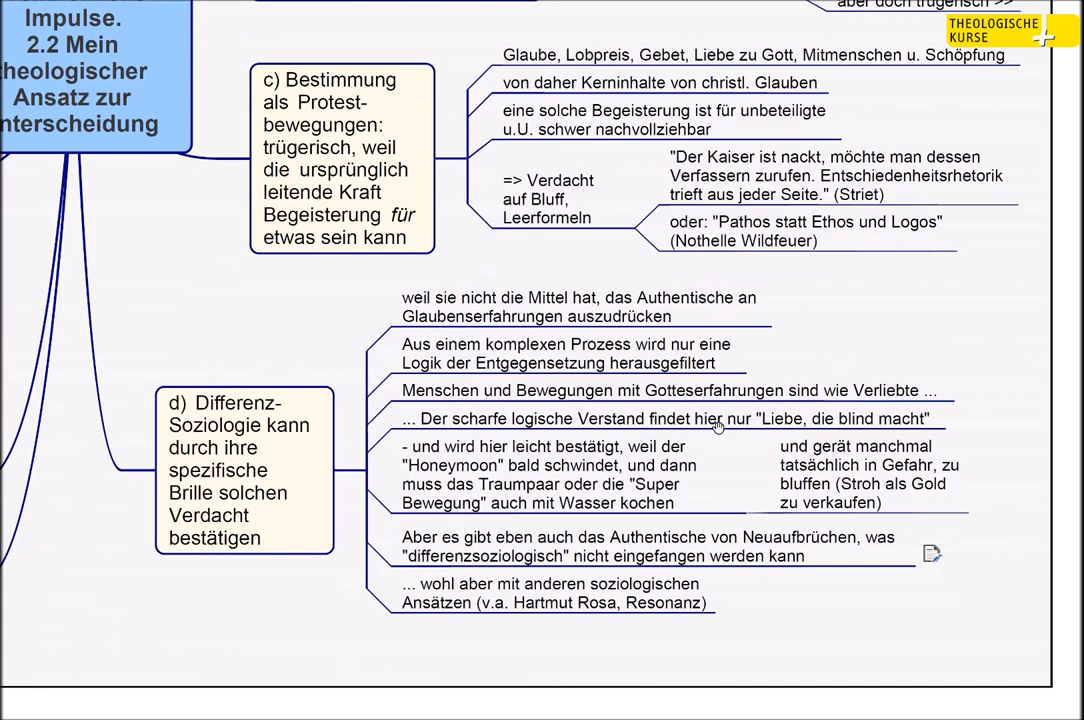 aber doch trügerisch >>
THEOLOGISCHE
KURSE
Impulse.
2.2 Mein
theologischer
Ansatz zur
nterscheidung
c) Bestimmung
als Protest-
bewegungen:
trügerisch, weil
die ursprünglich
leitende Kraft
Begeisterung für
etwas sein kann
Glaube, Lobpreis, Gebet, Liebe zu Gott, Mitmenschen u. Schöpfung
von daher Kerninhalte von christl. Glauben
eine solche Begeisterung ist für unbeteiligte
u.U. schwer nachvollziehbar
=> Verdacht
auf Bluff,
Leerformeln
"Der Kaiser ist nackt, möchte man dessen
Verfassern zurufen. Entschiedenheitsrhetorik
trieft aus jeder Seite." (Striet)
oder: "Pathos statt Ethos und Logos"
(Nothelle Wildfeuer)
d) Differenz-
Soziologie kann
durch ihre
spezifische
Brille solchen
Verdacht
bestätigen
weil sie nicht die Mittel hat, das Authentische an
Glaubenserfahrungen auszudrücken
Aus einem komplexen Prozess wird nur eine
Logik der Entgegensetzung herausgefiltert
Menschen und Bewegungen mit Gotteserfahrungen sind wie Verliebte ...
... Der scharfe logische Verstand findet hier nur "Liebe, die blind macht"
- und wird hier leicht bestätigt, weil der
"Honeymoon" bald schwindet, und dann
muss das Traumpaar oder die "Super
Bewegung" auch mit Wasser kochen
und gerät manchmal
tatsächlich in Gefahr, zu
bluffen (Stroh als Gold
zu verkaufen)
Aber es gibt eben auch das Authentische von Neuaufbrüchen, was
"differenzsoziologisch" nicht eingefangen werden kann
... wohl aber mit anderen soziologischen
Ansätzen (v.a. Hartmut Rosa, Resonanz)